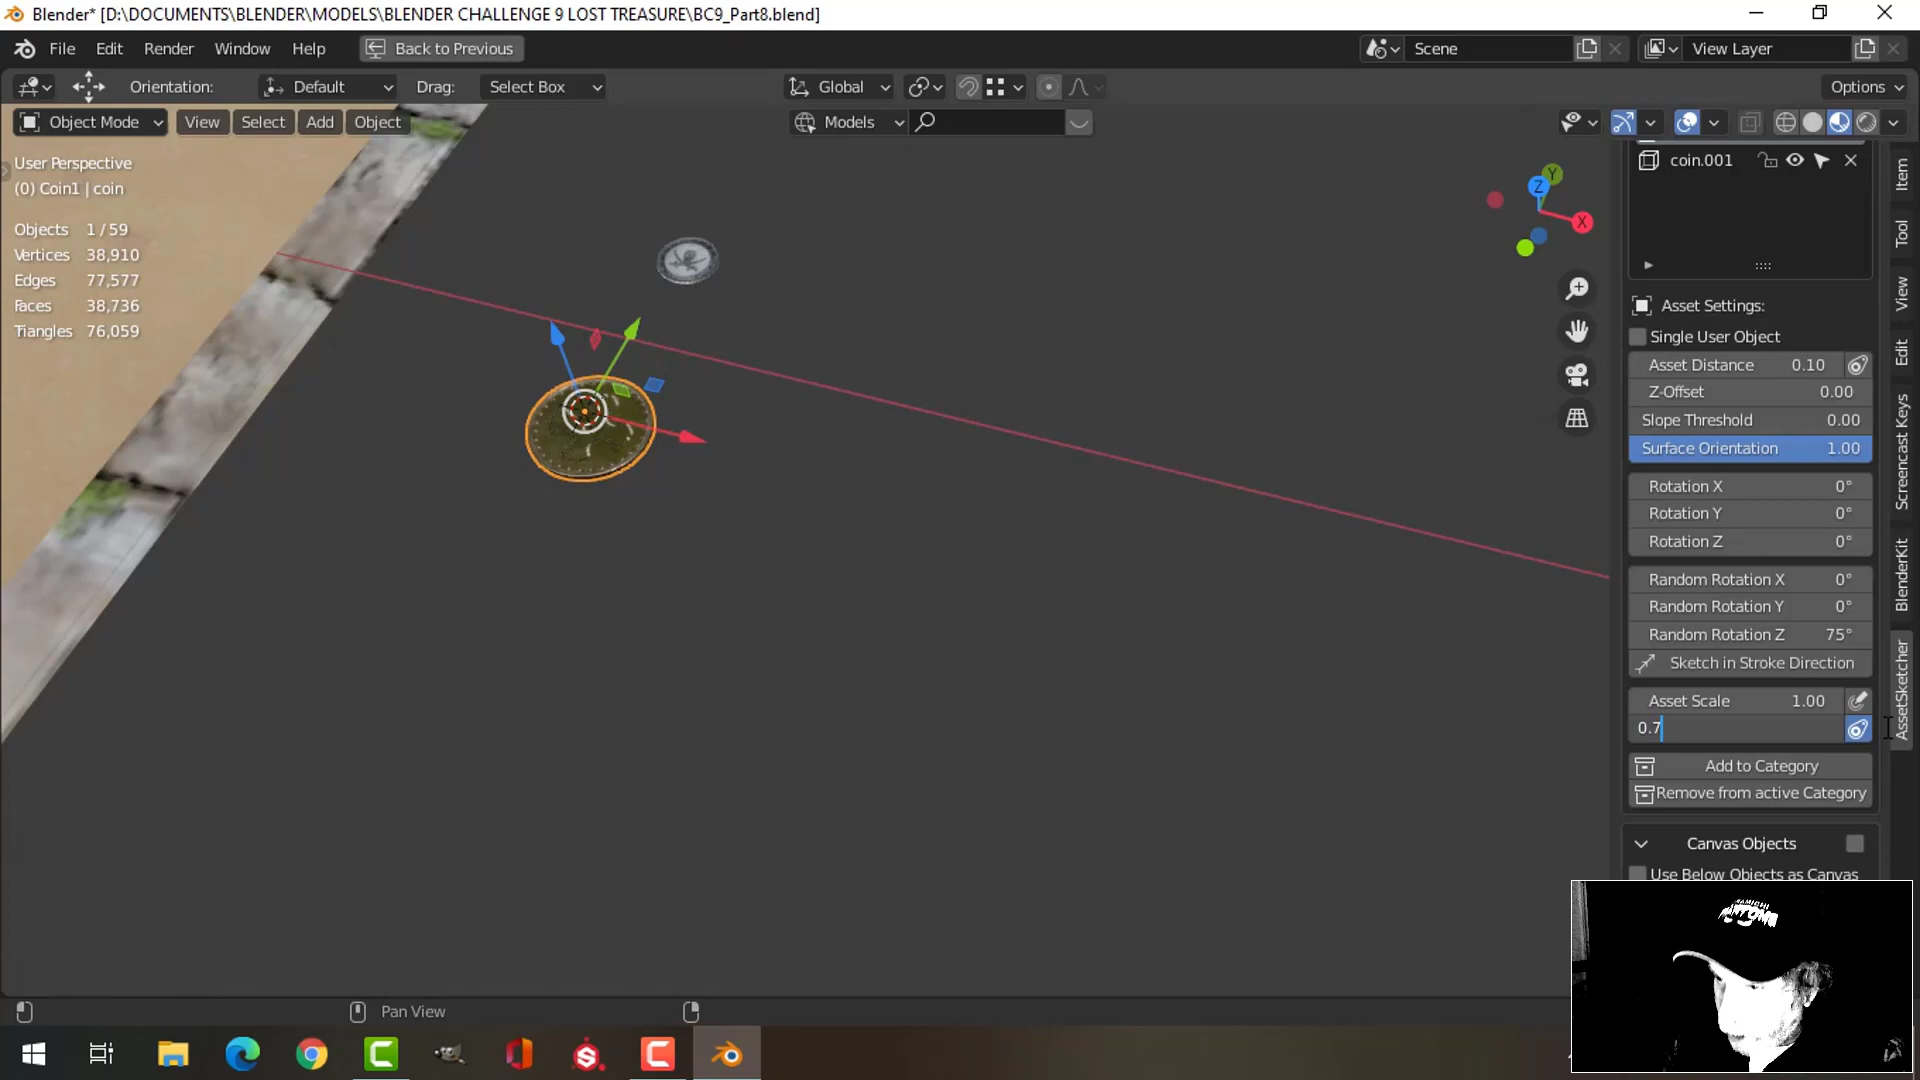 Blender* [D:\DOCUMENTS\BLENDER\MODELS\BLENDER CHALLENGE 9 LOST TREASURE\BC9_Part8.blend]
File Edit Render Window Help Back to Previous Scene View Layer
Orientation: Default Drag: Select Box Global Options
Object Mode View Select Add Object Models
User Perspective
(0) Coin1 | coin
Objects 1 / 59
Vertices 38,910
Edges 77,577
Faces 38,736
Triangles 76,059
Y
Z
X
coin.001
Asset Settings:
Single User Object
Asset Distance 0.10
Z-Offset 0.00
Slope Threshold 0.00
Surface Orientation 1.00
Rotation X 0°
Rotation Y 0°
Rotation Z 0°
Random Rotation X 0°
Random Rotation Y 0°
Random Rotation Z 75°
Sketch in Stroke Direction
Asset Scale 1.00
0.7
Add to Category
Remove from active Category
Canvas Objects
Use Below Objects as Canvas
Item
Tool
View
Edit
Screencast Keys
BlenderKit
AssetSketcher
Pan View